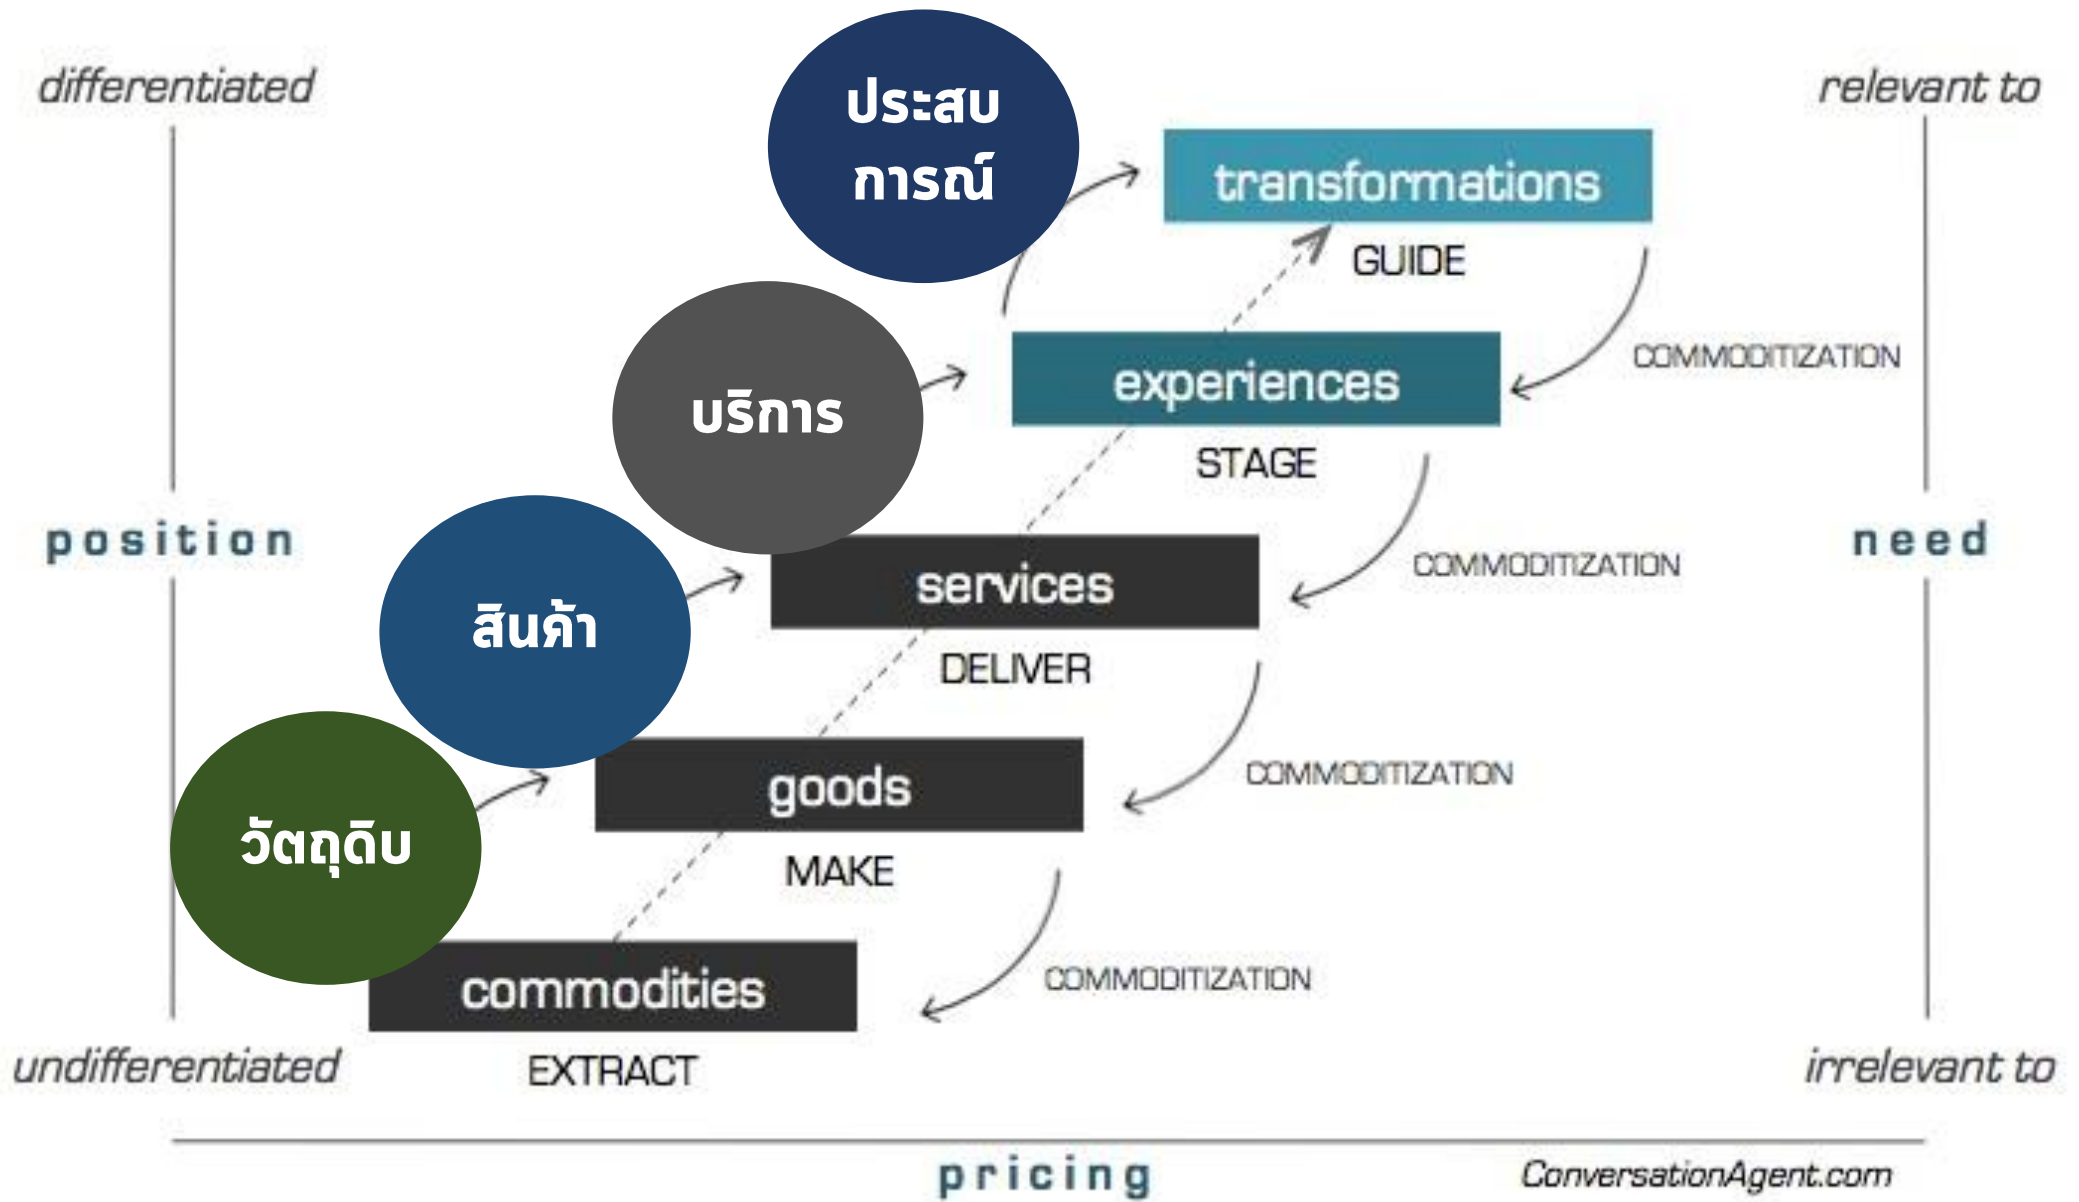 differentiated
ประสบ
การณ์
relevant to
transformations
GUIDE
COMMODITIZATION
experiences
บริการ
STAGE
position
need
COMMODITIZATION
services
สินค้า
DELIVER
COMMODITIZATION
goods
วัตถุดิบ
MAKE
COMMODITIZATION
commodities
undifferentiated
EXTRACT
irrelevant to
pricing
ConversationAgent.com